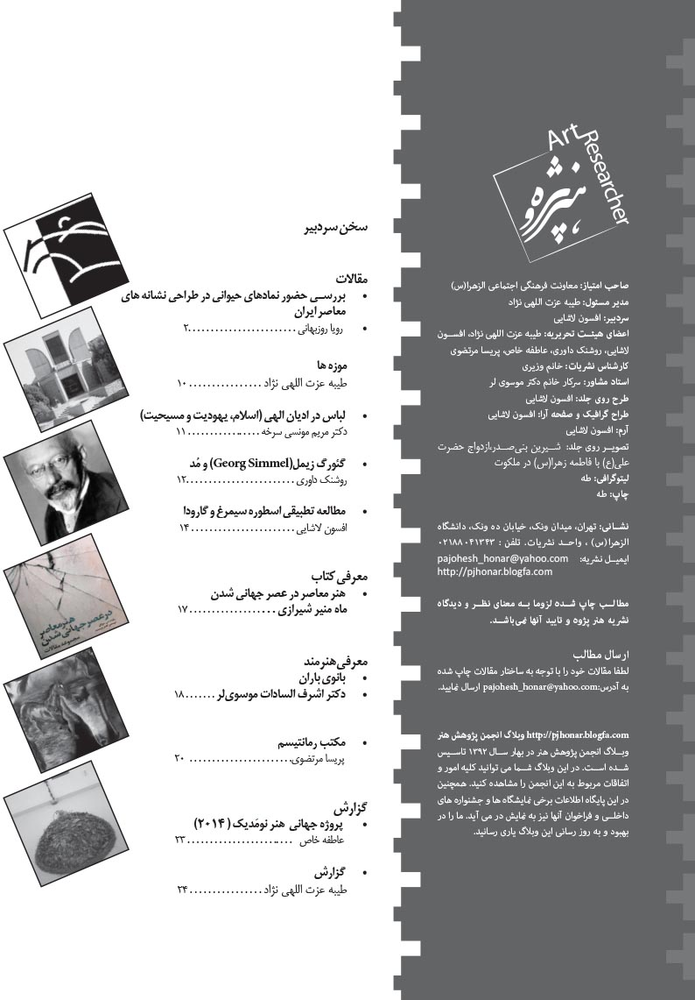 Art Researcher
هنرپژوه
صاحب امتیاز: معاونت فرهنگی اجتماعی الزهرا(س)
مدیر مسئول: طیبه عزت اللهی نژاد
سردبیر: افسون لاشایی
اعضای هیئت تحریریه: طیبه عزت اللهی نژاد، افسون
لاشایی، روشنک داوری، عاطفه خاص، پریسا مرتضوی
کارشناس نشریات: خانم وزیری
استاد مشاور: سرکار خانم دکتر موسوی لر
طرح روی جلد: افسون لاشایی
طراح گرافیک و صفحه آرا: افسون لاشایی
آرم: افسون لاشایی
تصویر روی جلد: شیرین بنی‌صدر،ازدواج حضرت
علی(ع) با فاطمه زهرا(س) در ملکوت
لیتوگرافی: طه
چاپ: طه
نشانی: تهران، میدان ونک، خیابان ده ونک، دانشگاه
الزهرا(س) ، واحد نشریات. تلفن : ۰۲۱۸۸۰۴۱۳۴۳
ایمیل نشریه: pajohesh_honar@yahoo.com
http://pjhonar.blogfa.com
مطالب چاپ شده لزوما به معنای نظر و دیدگاه
نشریه هنر پژوه و تایید آنها نمی‌باشد.
ارسال مطالب
لطفا مقالات خود را با توجه به ساختار مقالات چاپ شده
به آدرس:pajohesh_honar@yahoo.com ارسال نمایید.
http://pjhonar.blogfa.com وبلاگ انجمن پژوهش هنر
وبلاگ انجمن پژوهش هنر در بهار سال ۱۳۹۲ تاسیس
شده است. در این وبلاگ شما می توانید کلیه امور و
اتفاقات مربوط به این انجمن را مشاهده کنید. همچنین
در این پایگاه اطلاعات برخی نمایشگاه ها و جشنواره های
داخلی و فراخوان آنها نیز به نمایش در می آید. ما را در
بهبود و به روز رسانی این وبلاگ یاری رسانید.
سخن سردبیر
مقالات
• بررسی حضور نمادهای حیوانی در طراحی نشانه های
معاصر ایران
• رویا روزبهانی........................۲
موزه ها
طیبه عزت اللهی نژاد ................ ۱۰
• لباس در ادیان الهی (اسلام، یهودیت و مسیحیت)
دکتر مریم مونسی سرخه ................ ۱۱
• گئورگ زیمل(Georg Simmel) و مُد
روشنک داوری........................۱۲
• مطالعه تطبیقی اسطوره سیمرغ و گارودا
افسون لاشایی ....................... ۱۴
معرفی کتاب
• هنر معاصر در عصر جهانی شدن
ماه منیر شیرازی ................... ۱۷
معرفی هنرمند
• بانوی باران
• دکتر اشرف السادات موسوی‌لر ....... ۱۸
• مکتب رمانتیسم
پریسا مرتضوی...................... ۲۰
گزارش
• پروژه جهانی هنر نومَدیک ( ۲۰۱۴)
عاطفه خاص .......................۲۳
• گزارش
طیبه عزت اللهی نژاد ................ ۲۴
هنر معاصر
در عصر جهانی شدن
مجموعه مقالات